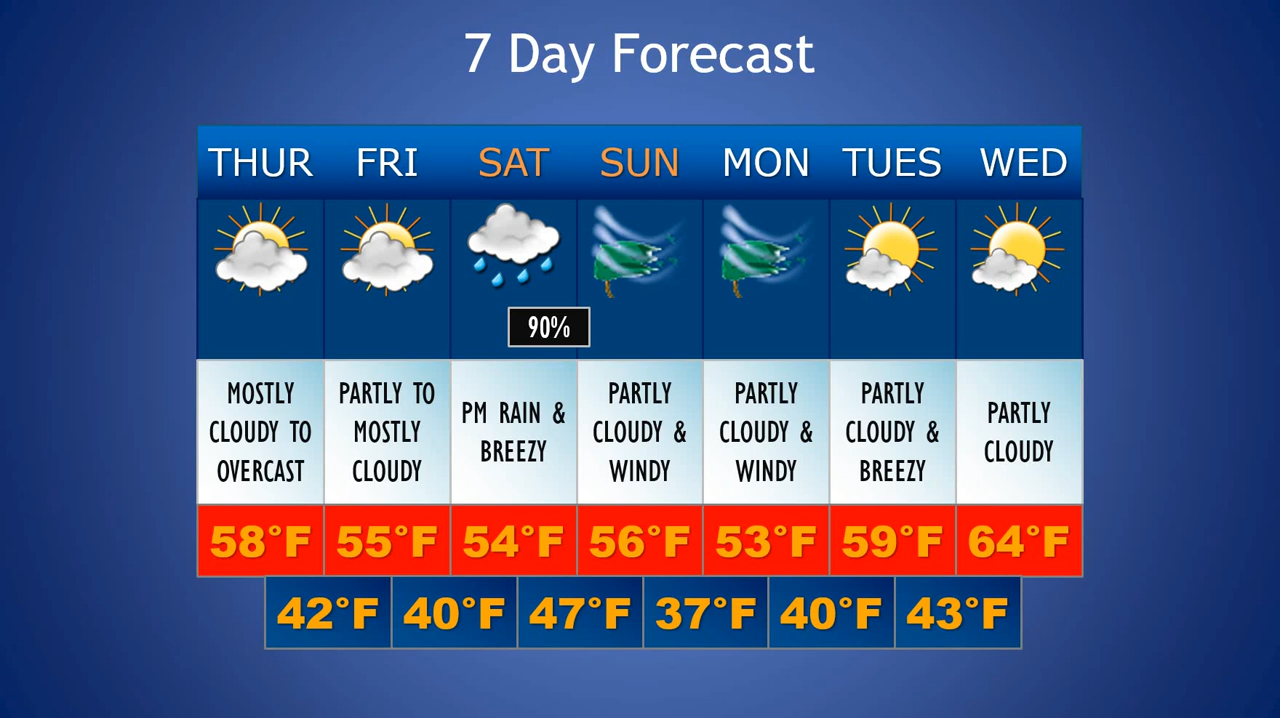 7 Day Forecast
THUR FRI SAT SUN MON TUES WED
90%
MOSTLY
CLOUDY TO
OVERCAST
PARTLY TO
MOSTLY
CLOUDY
PM RAIN &
BREEZY
PARTLY
CLOUDY &
WINDY
PARTLY
CLOUDY &
WINDY
PARTLY
CLOUDY &
BREEZY
PARTLY
CLOUDY
58°F 55°F 54°F 56°F 53°F 59°F 64°F
42°F 40°F 47°F 37°F 40°F 43°F